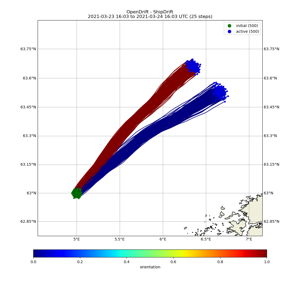 OpenDrift - ShipDrift
2021-03-23 16:03 to 2021-03-24 16:03 UTC (25 steps)
initial (500)
active (500)
63.75°N 63.75°N
63.6°N 63.6°N
63.45°N 63.45°N
63.3°N 63.3°N
63.15°N 63.15°N
63°N 63°N
62.85°N 62.85°N
5°E 5.5°E 6°E 6.5°E 7°E
0.0 0.2 0.4 0.6 0.8 1.0
orientation